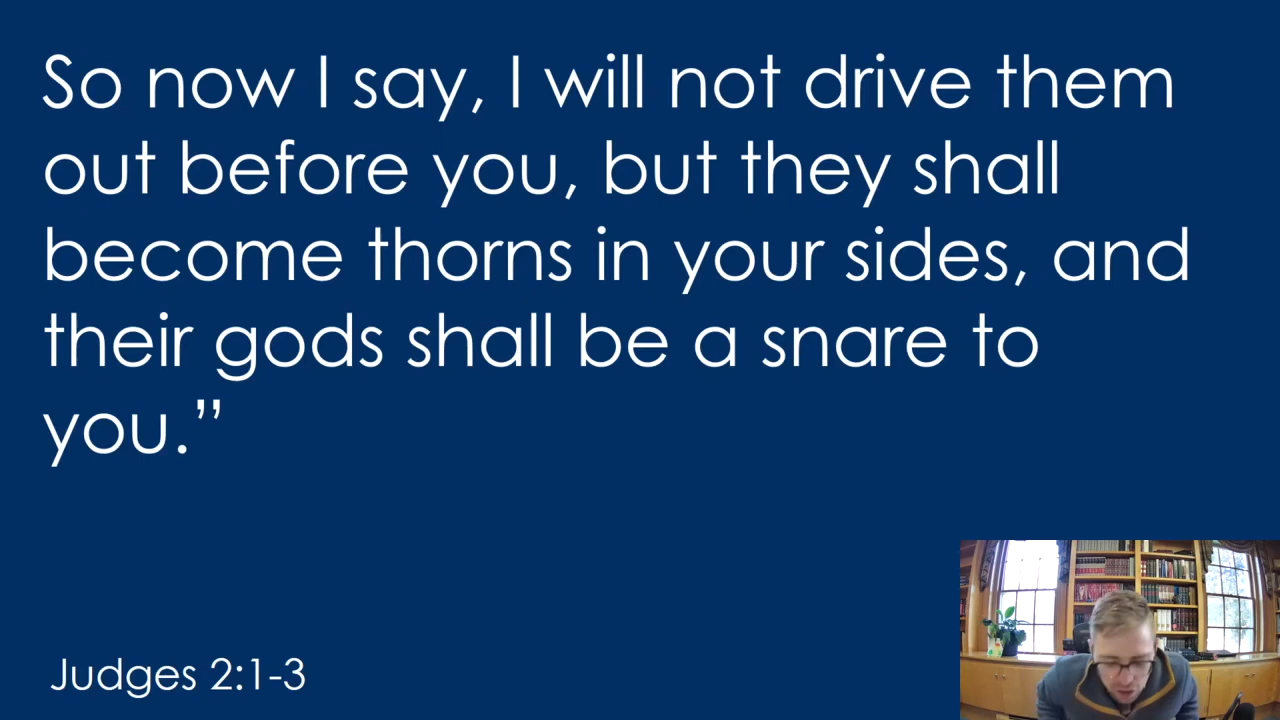 So now I say, I will not drive them
out before you, but they shall
become thorns in your sides, and
their gods shall be a snare to
you.”
Judges 2:1-3